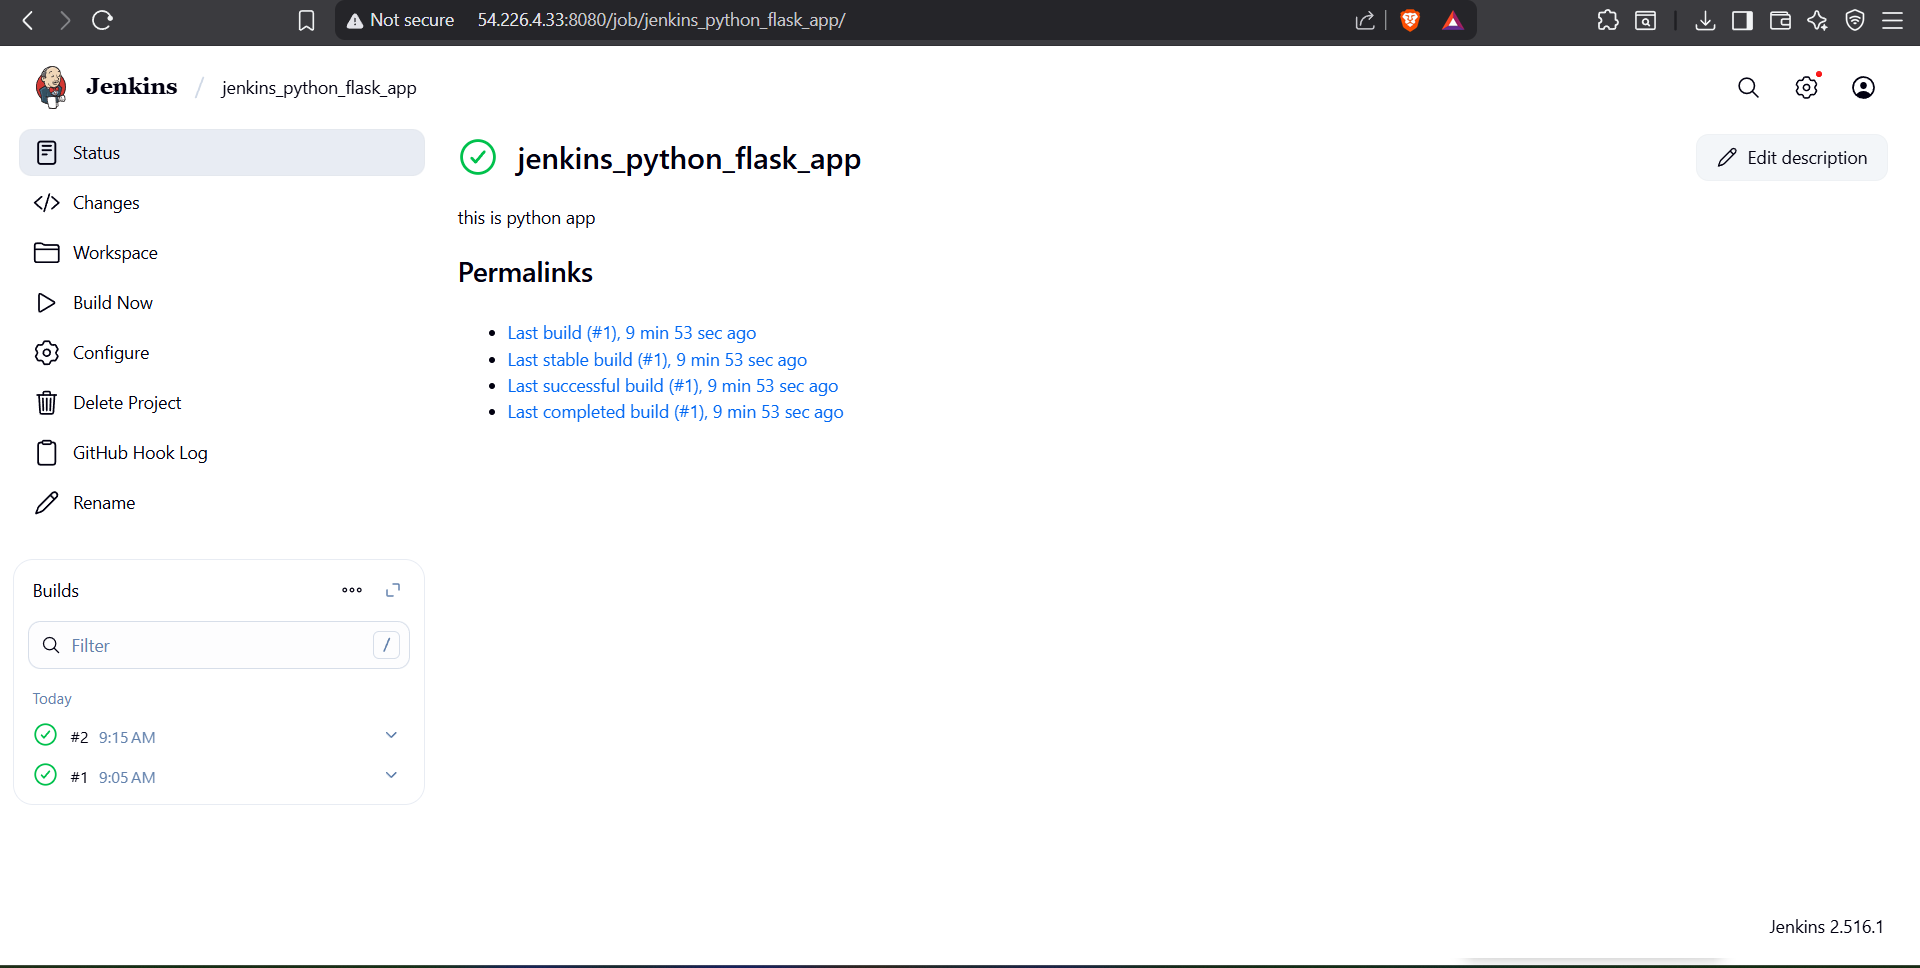 Not secure 54.226.4.33:8080/job/jenkins_python_flask_app/
Jenkins / jenkins_python_flask_app
Status
Changes
Workspace
Build Now
Configure
Delete Project
GitHub Hook Log
Rename
Builds
Filter /
Today
#2 9:15 AM
#1 9:05 AM
jenkins_python_flask_app
Edit description
this is python app
Permalinks
Last build (#1), 9 min 53 sec ago
Last stable build (#1), 9 min 53 sec ago
Last successful build (#1), 9 min 53 sec ago
Last completed build (#1), 9 min 53 sec ago
Jenkins 2.516.1